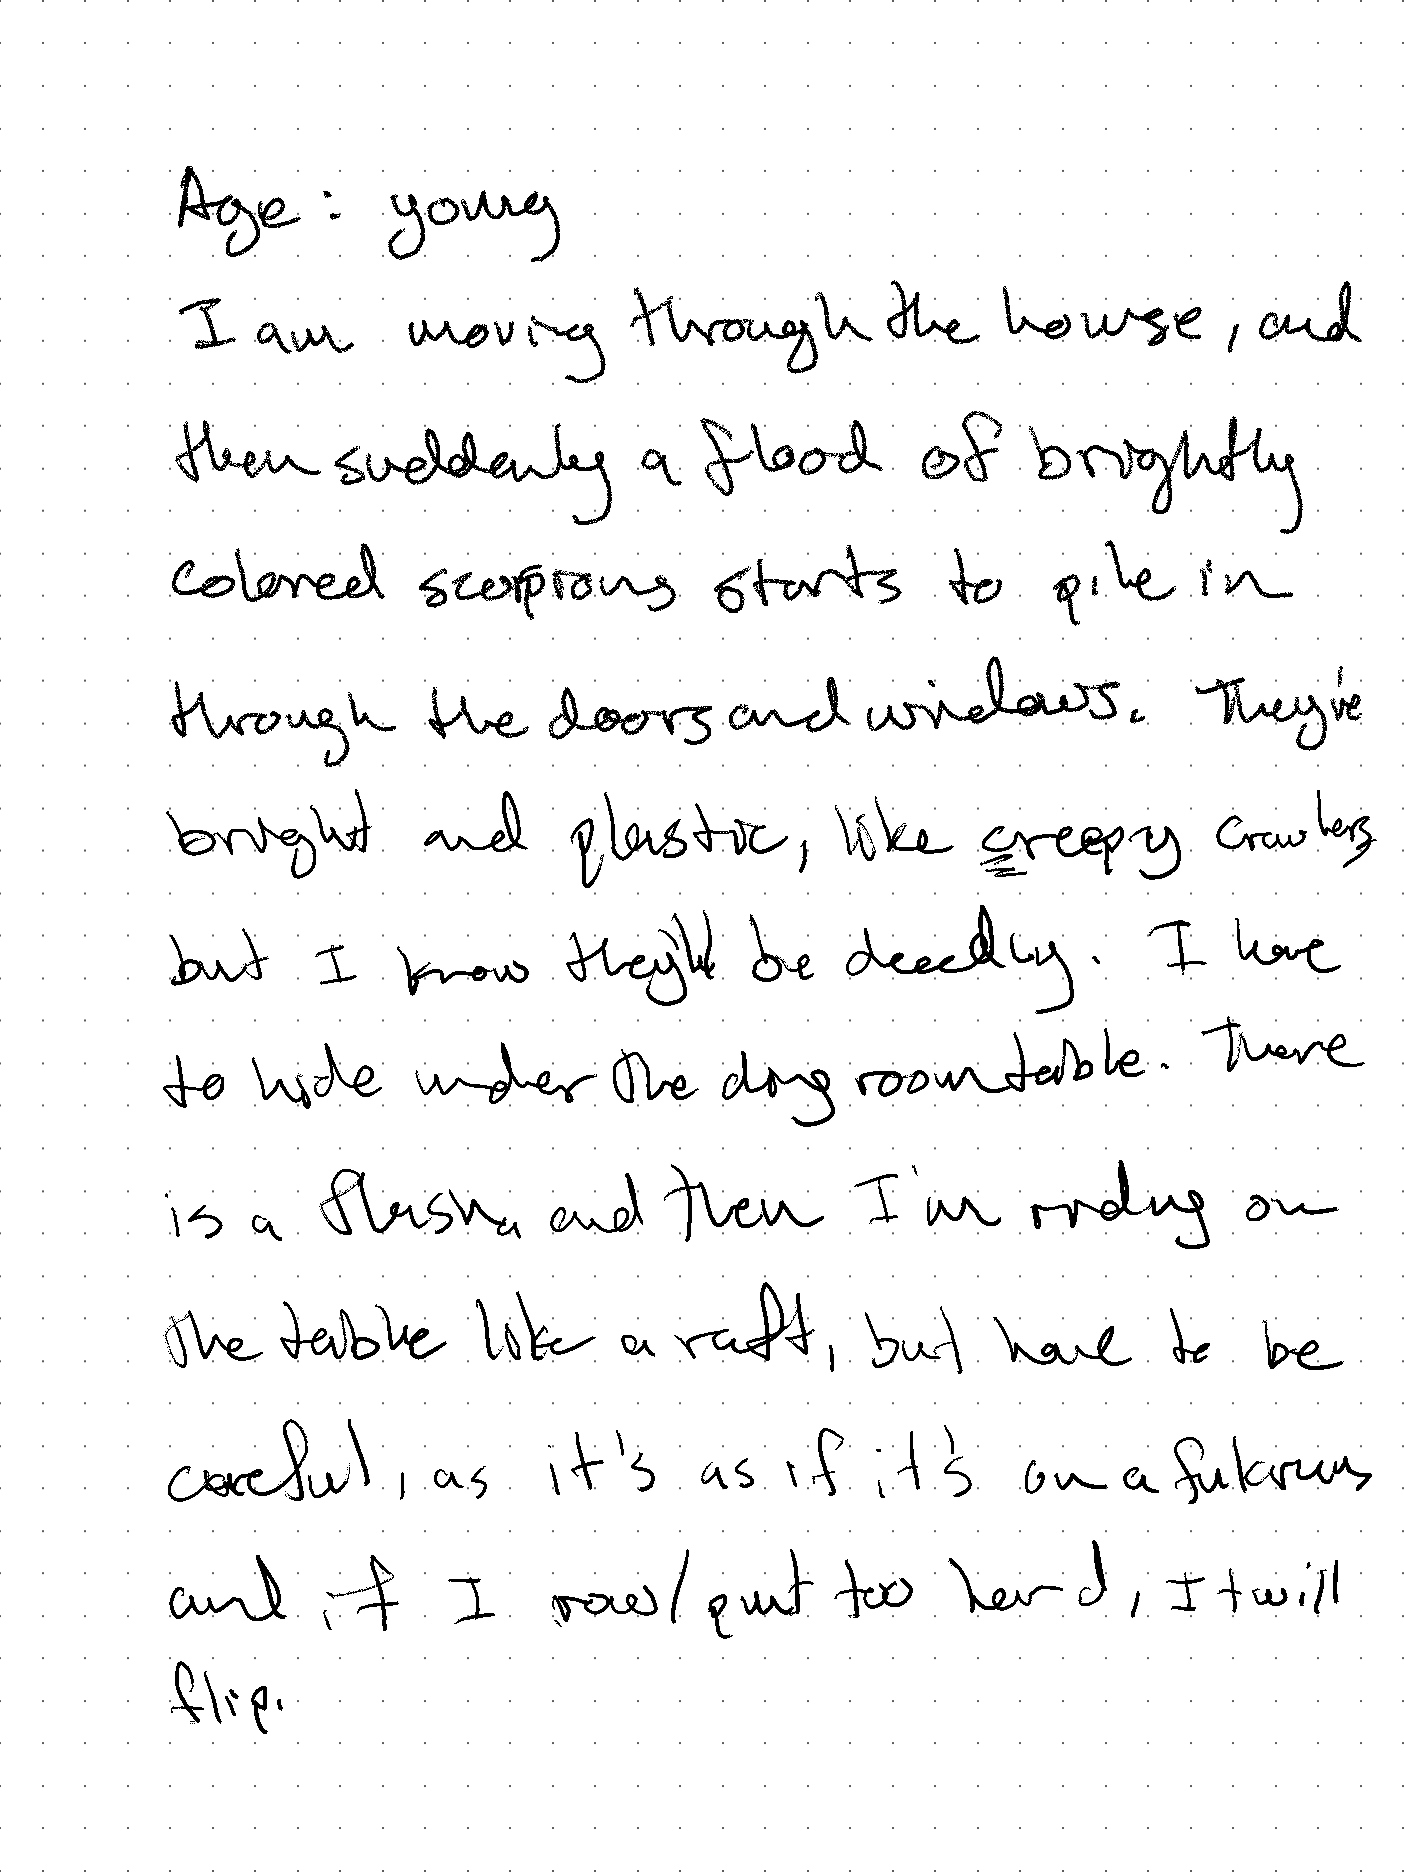 Age: young
I am moving through the house, and
then suddenly a flood of brightly
colored scorpions starts to pile in
through the doors and windows. They're
bright and plastic, like creepy crawlers
but I know they'll be deadly. I have
to hide under the ding room table. There
is a flash, and then I'm riding on
the table like a raft, but have to be
careful, as it's as if it's on a fulcrum
and if I row/punt too hard, It will
flip.